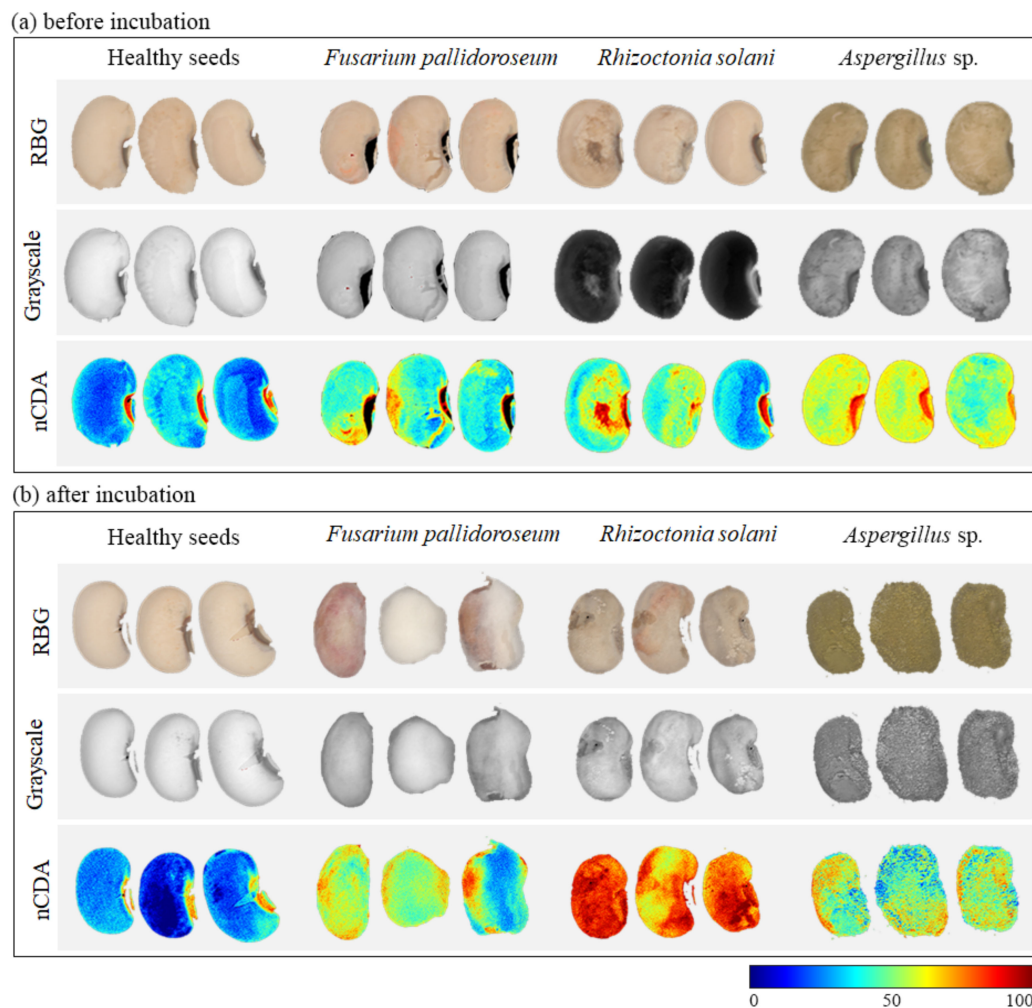 (a) before incubation
Healthy seeds Fusarium pallidoroseum Rhizoctonia solani Aspergillus sp.
RBG
Grayscale
nCDA
(b) after incubation
Healthy seeds Fusarium pallidoroseum Rhizoctonia solani Aspergillus sp.
RBG
Grayscale
nCDA
0 50 100